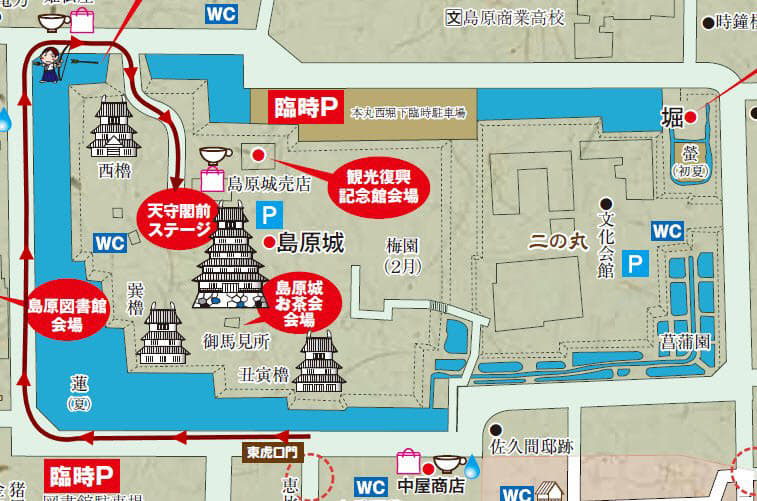 WC
文 島原商業高校
時鐘
臨時P
本丸西堀下臨時駐車場
堀
螢
(初夏)
西櫓
島原城売店
観光復興
記念館会場
天守閣前
ステージ
P
WC
島原城
梅園
(2月)
二の丸
文化会館
WC
P
島原図書館
会場
巽櫓
島原城
お茶会
会場
御馬見所
丑寅櫓
菖蒲園
蓮
(夏)
東虎口門
佐久間邸跡
臨時P
図書館駐車場
WC
中屋商店
WC